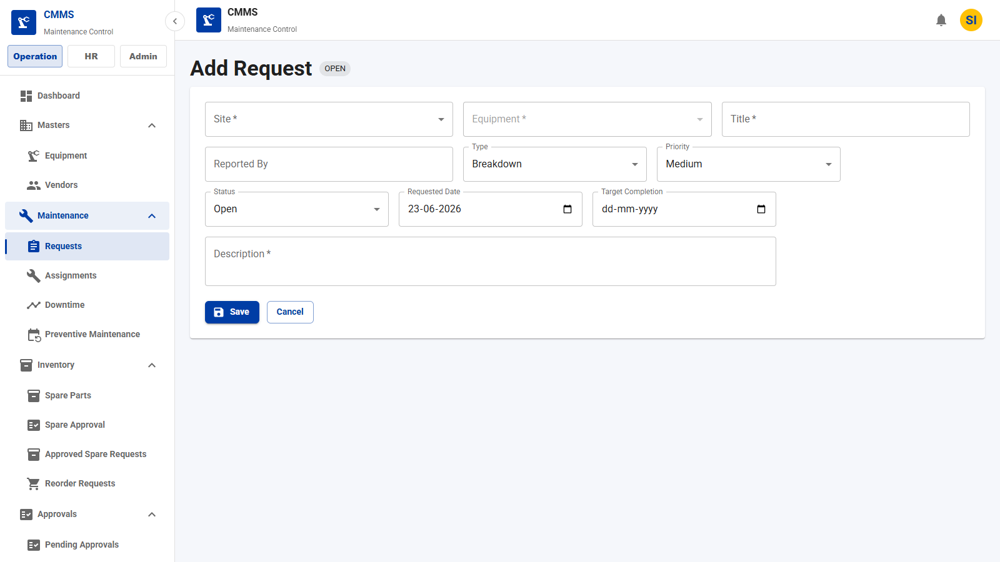 CMMS
Maintenance Control
Operation
HR
Admin
Dashboard
Masters
Equipment
Vendors
Maintenance
Requests
Assignments
Downtime
Preventive Maintenance
Inventory
Spare Parts
Spare Approval
Approved Spare Requests
Reorder Requests
Approvals
Pending Approvals
CMMS
Maintenance Control
SI
Add Request
OPEN
Site *
Equipment *
Title *
Reported By
Type
Breakdown
Priority
Medium
Status
Open
Requested Date
23-06-2026
Target Completion
dd-mm-yyyy
Description *
Save
Cancel